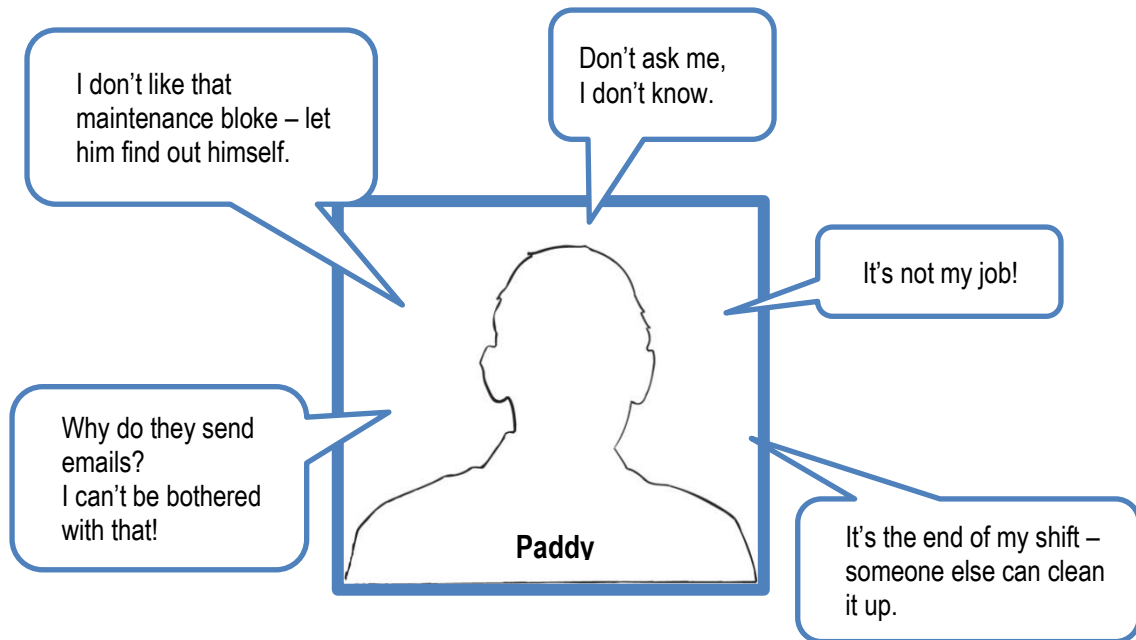 I don’t like that
maintenance bloke – let
him find out himself.
Don’t ask me,
I don’t know.
It’s not my job!
Why do they send
emails?
I can’t be bothered
with that!
Paddy
It’s the end of my shift –
someone else can clean
it up.